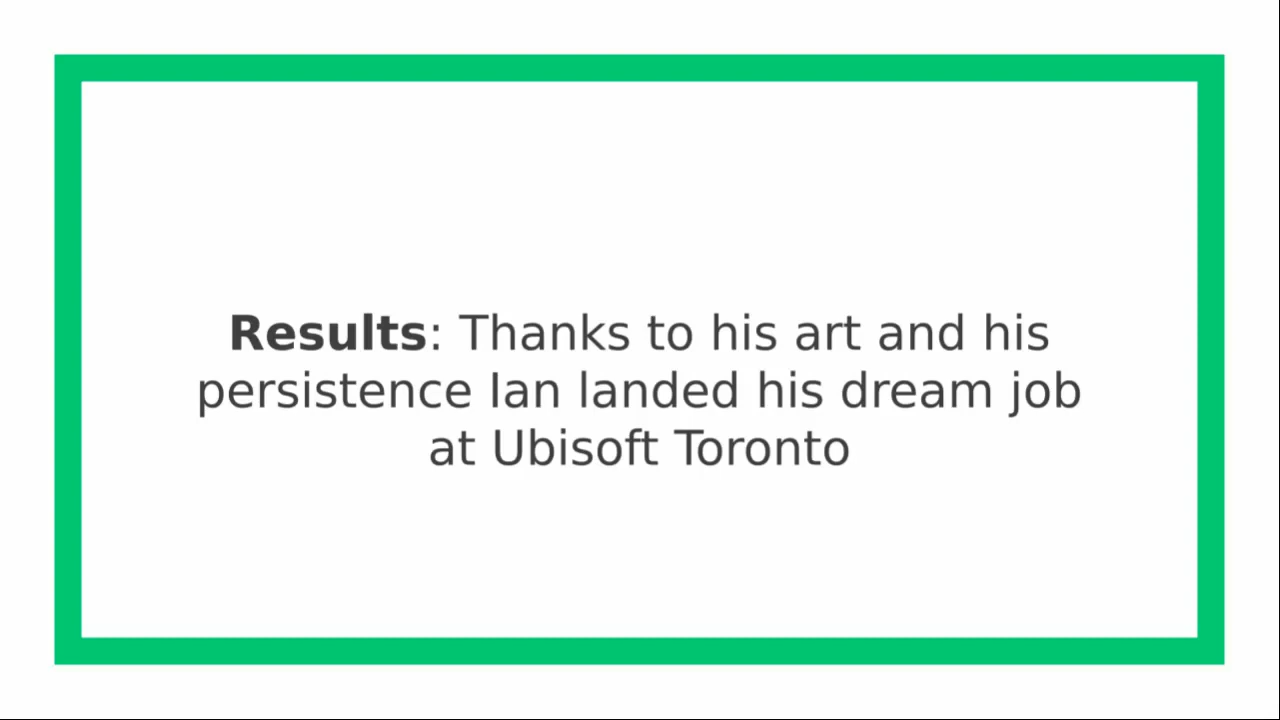 Results: Thanks to his art and his
persistence Ian landed his dream job
at Ubisoft Toronto